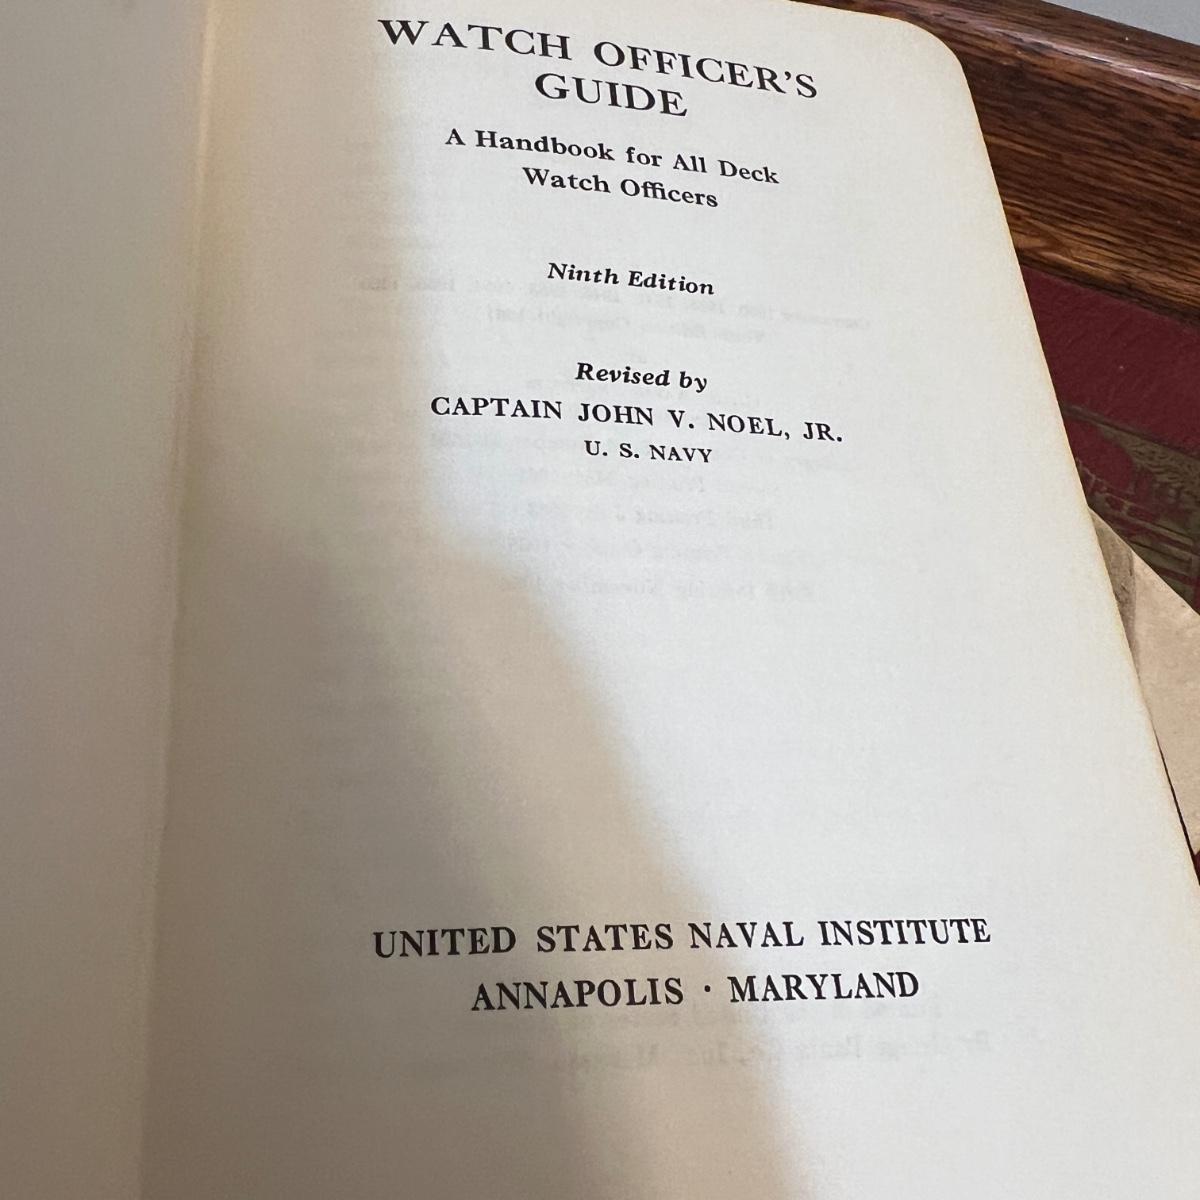 WATCH OFFICER'S
GUIDE
A Handbook for All Deck
Watch Officers
Ninth Edition
Revised by
CAPTAIN JOHN V. NOEL, JR.
U. S. NAVY
UNITED STATES NAVAL INSTITUTE
ANNAPOLIS · MARYLAND